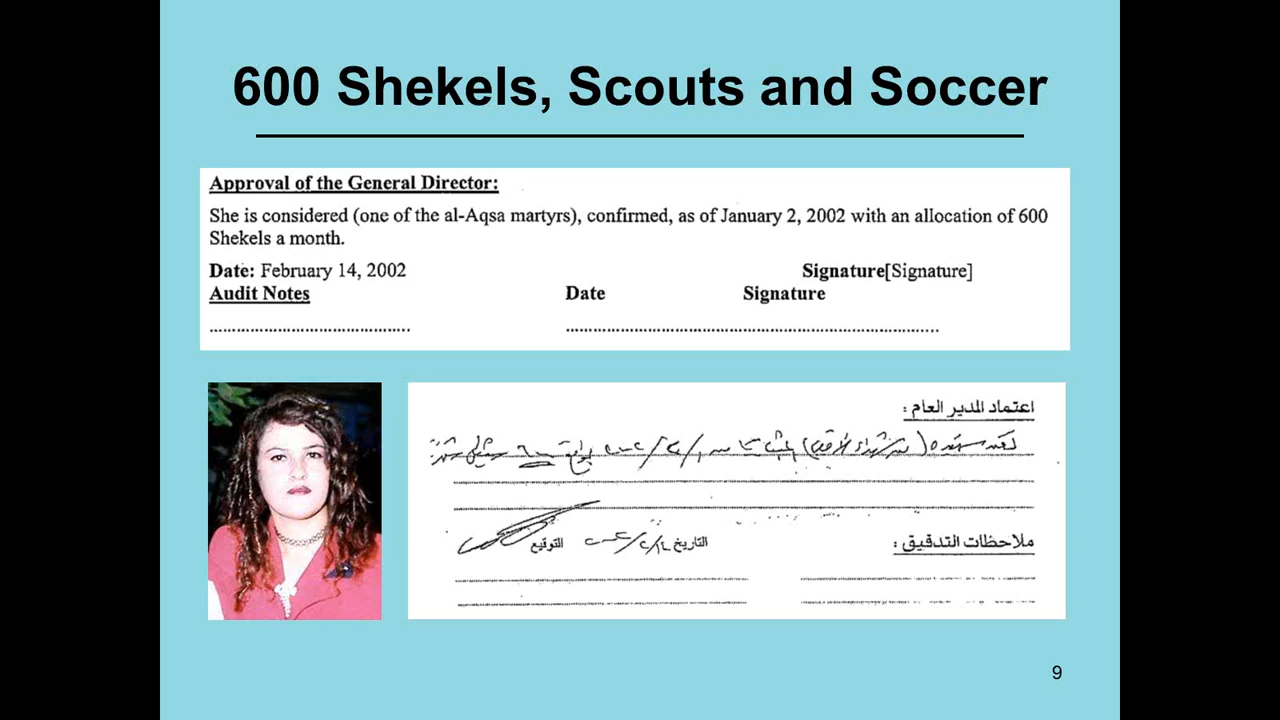 600 Shekels, Scouts and Soccer
Approval of the General Director:
She is considered (one of the al-Aqsa martyrs), confirmed, as of January 2, 2002 with an allocation of 600
Shekels a month.
Date: February 14, 2002 Signature[Signature]
Audit Notes Date Signature
اعتماد المدير العام :
ملاحظات التدقيق :
التاريخ التوقيع
9